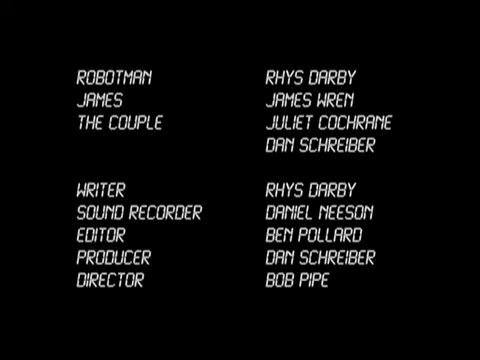 ROBOTMAN RHYS DARBY
JAMES JAMES WREN
THE COUPLE JULIET COCHRANE
DAN SCHREIBER
WRITER RHYS DARBY
SOUND RECORDER DANIEL NEESON
EDITOR BEN POLLARD
PRODUCER DAN SCHREIBER
DIRECTOR BOB PIPE